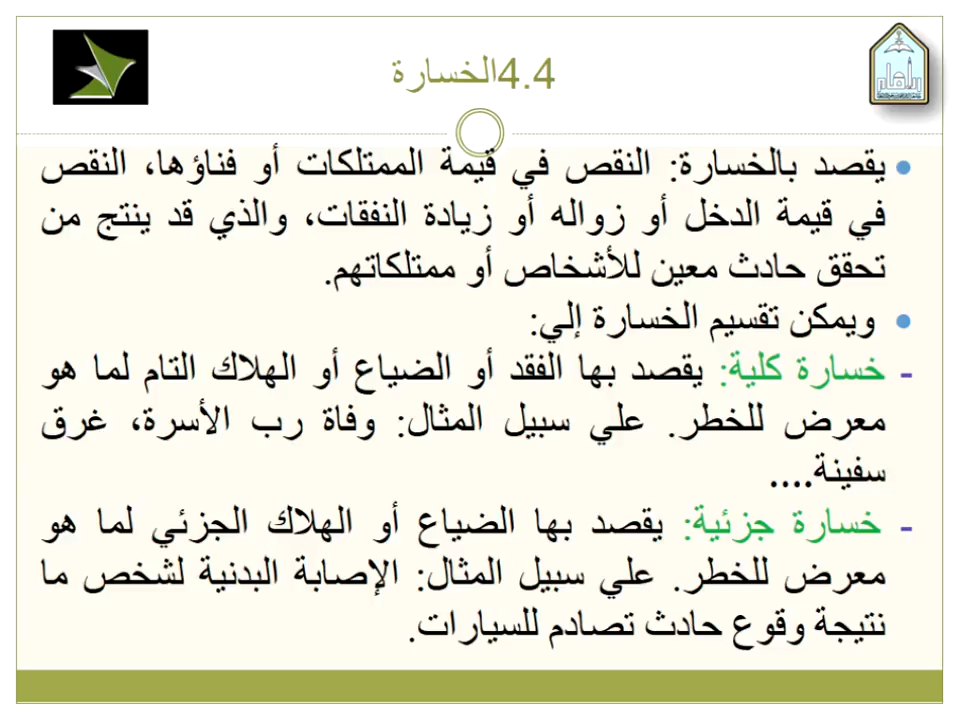 4.4الخسارة
يقصد بالخسارة: النقص في قيمة الممتلكات أو فناؤها، النقص
في قيمة الدخل أو زواله أو زيادة النفقات، والذي قد ينتج من
تحقق حادث معين للأشخاص أو ممتلكاتهم.
ويمكن تقسيم الخسارة إلي:
- خسارة كلية: يقصد بها الفقد أو الضياع أو الهلاك التام لما هو
معرض للخطر. علي سبيل المثال: وفاة رب الأسرة، غرق
سفينة....
- خسارة جزئية: يقصد بها الضياع أو الهلاك الجزئي لما هو
معرض للخطر. علي سبيل المثال: الإصابة البدنية لشخص ما
نتيجة وقوع حادث تصادم للسيارات.